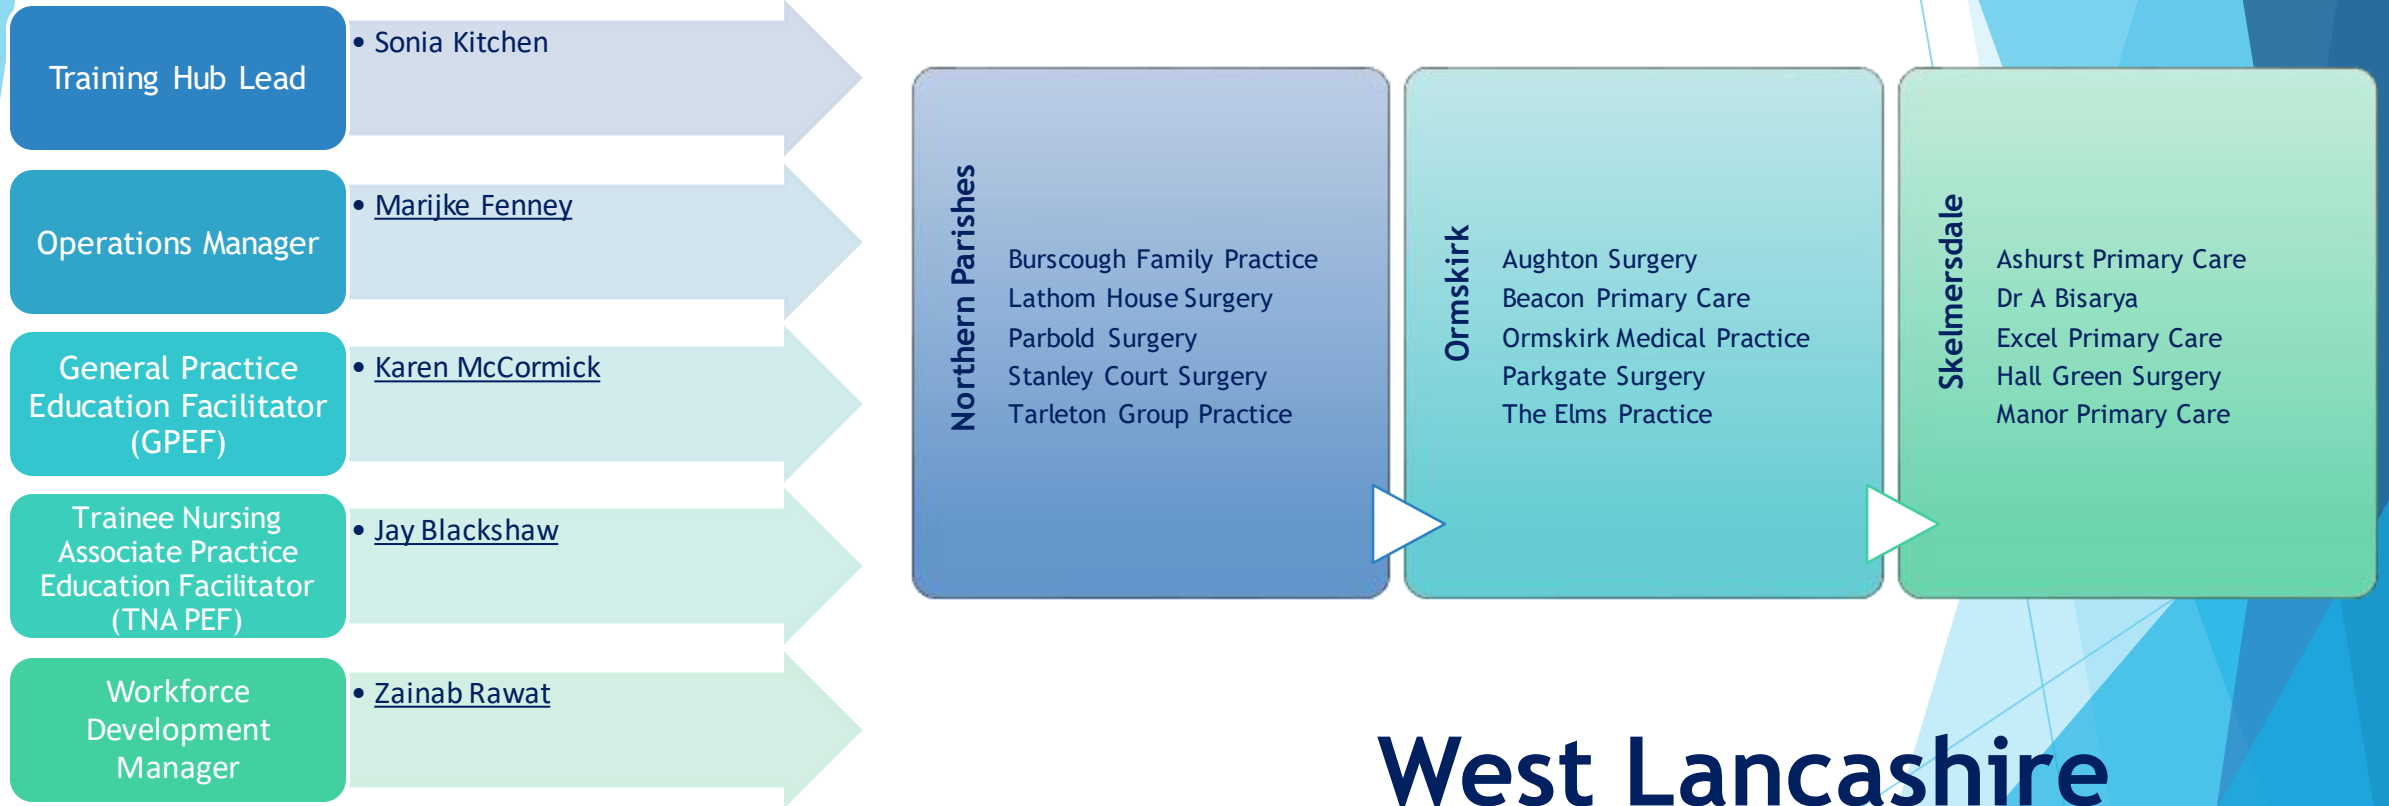 Training Hub Lead
• Sonia Kitchen
Operations Manager
• Marijke Fenney
General Practice
Education Facilitator
(GPEF)
• Karen McCormick
Trainee Nursing
Associate Practice
Education Facilitator
(TNA PEF)
• Jay Blackshaw
Workforce
Development
Manager
• Zainab Rawat
Northern Parishes
Burscough Family Practice
Lathom House Surgery
Parbold Surgery
Stanley Court Surgery
Tarleton Group Practice
Ormskirk
Aughton Surgery
Beacon Primary Care
Ormskirk Medical Practice
Parkgate Surgery
The Elms Practice
Skelmersdale
Ashurst Primary Care
Dr A Bisarya
Excel Primary Care
Hall Green Surgery
Manor Primary Care
West Lancashire